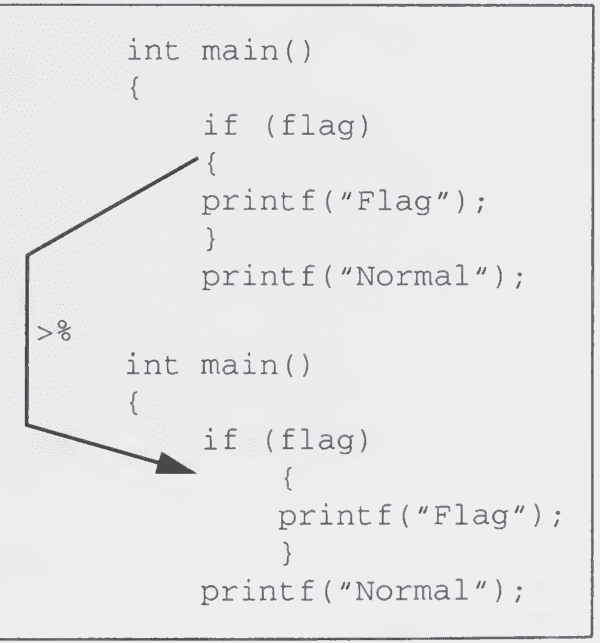 int main()
{
if (flag)
{
printf("Flag");
}
printf("Normal");
>%
int main()
{
if (flag)
{
printf("Flag");
}
printf("Normal");